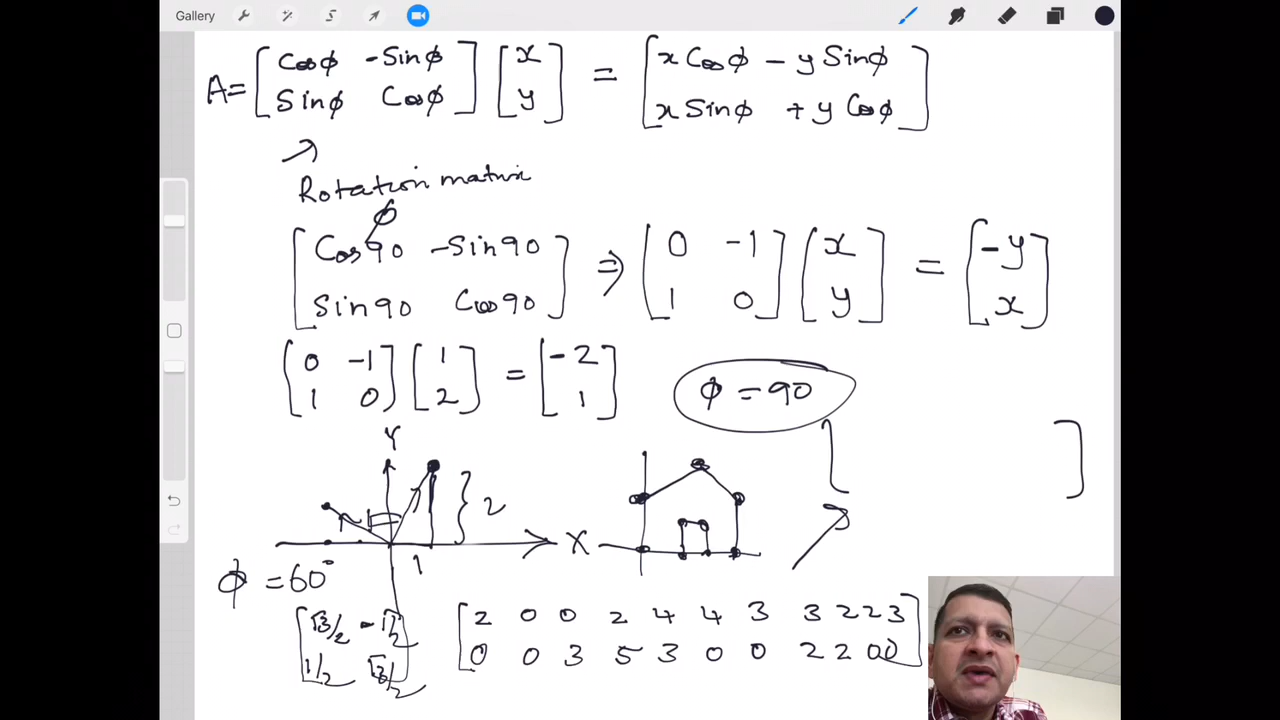 Gallery
A= [ Cosφ -Sinφ ] [ x ] = [ x Cosφ - y Sinφ ]
[ Sinφ Cosφ ] [ y ] [ x Sinφ + y Cosφ ]
Rotation matrix
φ
[ Cos90 -Sin90 ] ⇒ [ 0 -1 ] [ x ] = [ -y ]
[ Sin90 Cos90 ] [ 1 0 ] [ y ] [ x ]
[ 0 -1 ] [ 1 ] = [ -2 ]
[ 1 0 ] [ 2 ] [ 1 ]
φ = 90
Y
2
X
1
φ = 60°
[ √3/2 -1/2 ] [ 2 0 0 2 4 4 3 3 2 2 3 ]
[ 1/2 √3/2 ] [ 0 0 3 5 3 0 0 2 2 0 0 ]